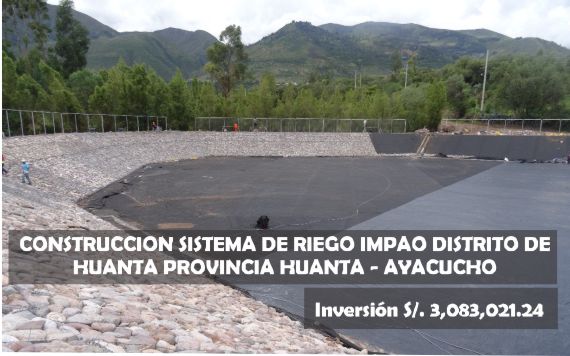 CONSTRUCCION SISTEMA DE RIEGO IMPAO DISTRITO DE
HUANTA PROVINCIA HUANTA - AYACUCHO
Inversión S/. 3,083,021.24